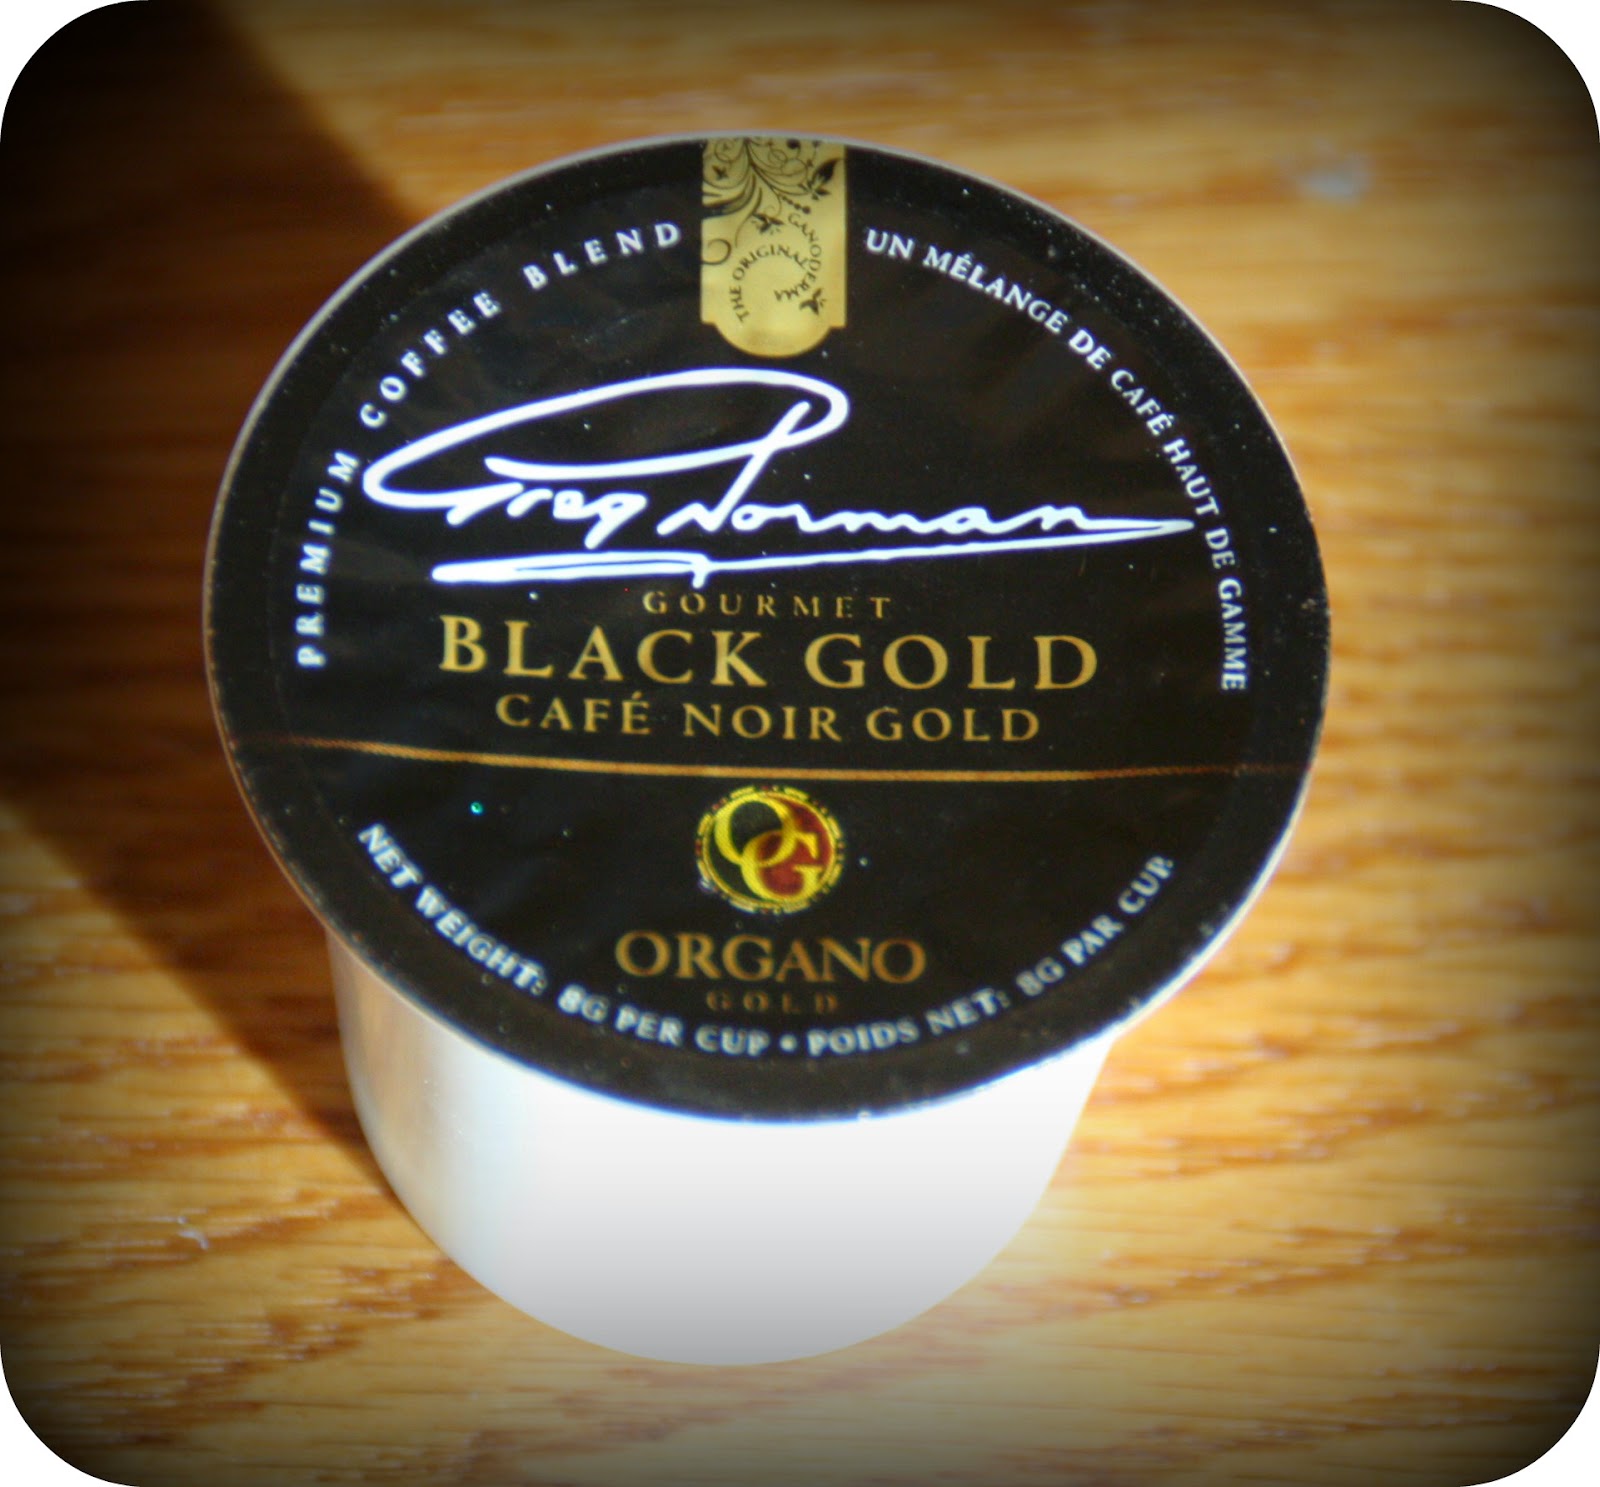 PREMIUM COFFEE BLEND
UN MÉLANGE DE CAFÉ HAUT DE GAMME
THE ORIGINAL
GANODERMA
Greg Norman
GOURMET
BLACK GOLD
CAFÉ NOIR GOLD
OG
ORGANO
GOLD
NET WEIGHT: 8G PER CUP • POIDS NET: 8G PAR CUP